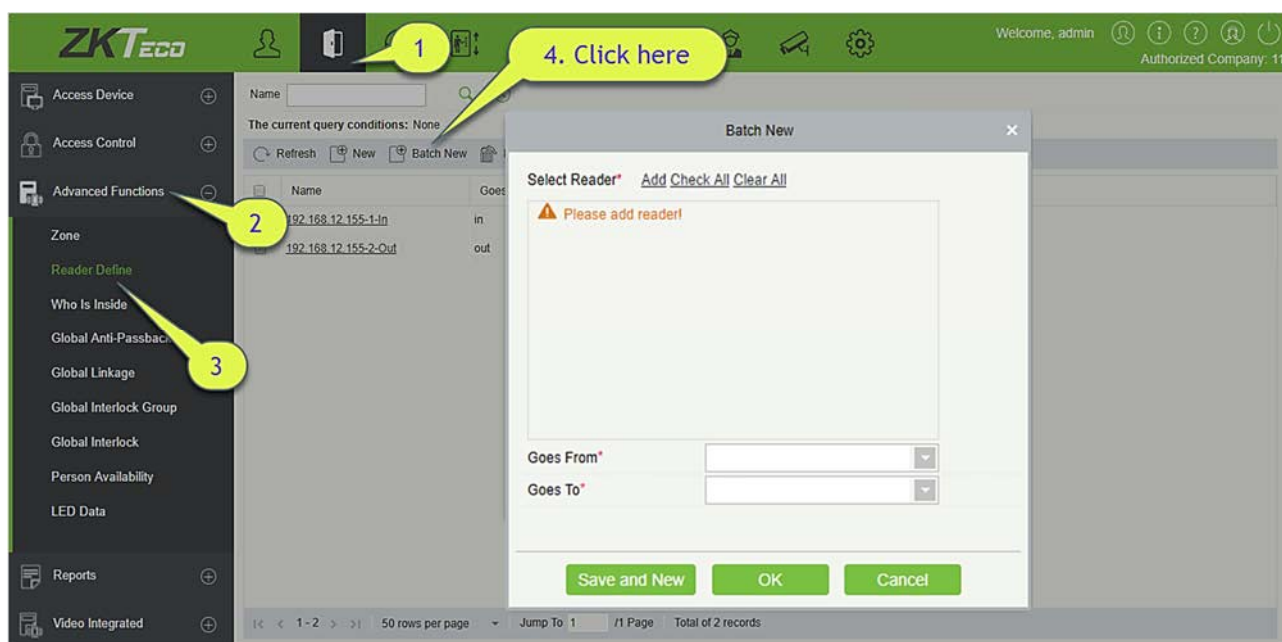 ZKTeco
1
4. Click here
Welcome, admin
Authorized Company: 11
Access Device
Access Control
Advanced Functions
2
Zone
Reader Define
Who Is Inside
3
Global Anti-Passback
Global Linkage
Global Interlock Group
Global Interlock
Person Availability
LED Data
Reports
Video Integrated
Name
The current query conditions: None
Refresh New Batch New
Name Goes
192.168.12.155-1-In in
192.168.12.155-2-Out out
Batch New
Select Reader* Add Check All Clear All
Please add reader!
Goes From*
Goes To*
Save and New OK Cancel
1-2 50 rows per page Jump To 1 /1 Page Total of 2 records